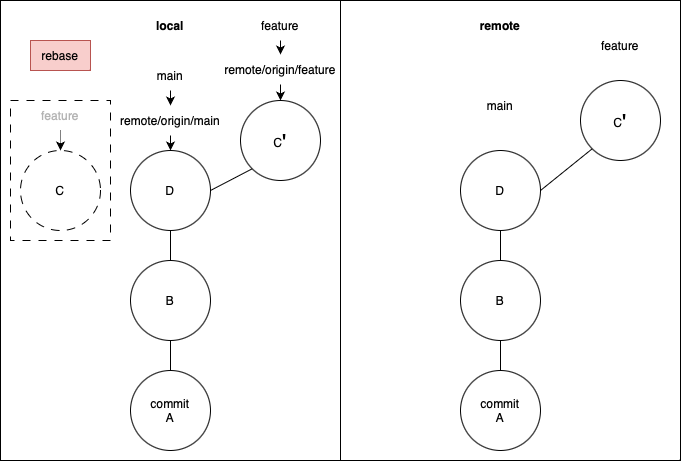 local
feature
remote
rebase
feature
main
remote/origin/feature
feature
remote/origin/main
main
C'
C'
C
D
D
B
B
commit
A
commit
A